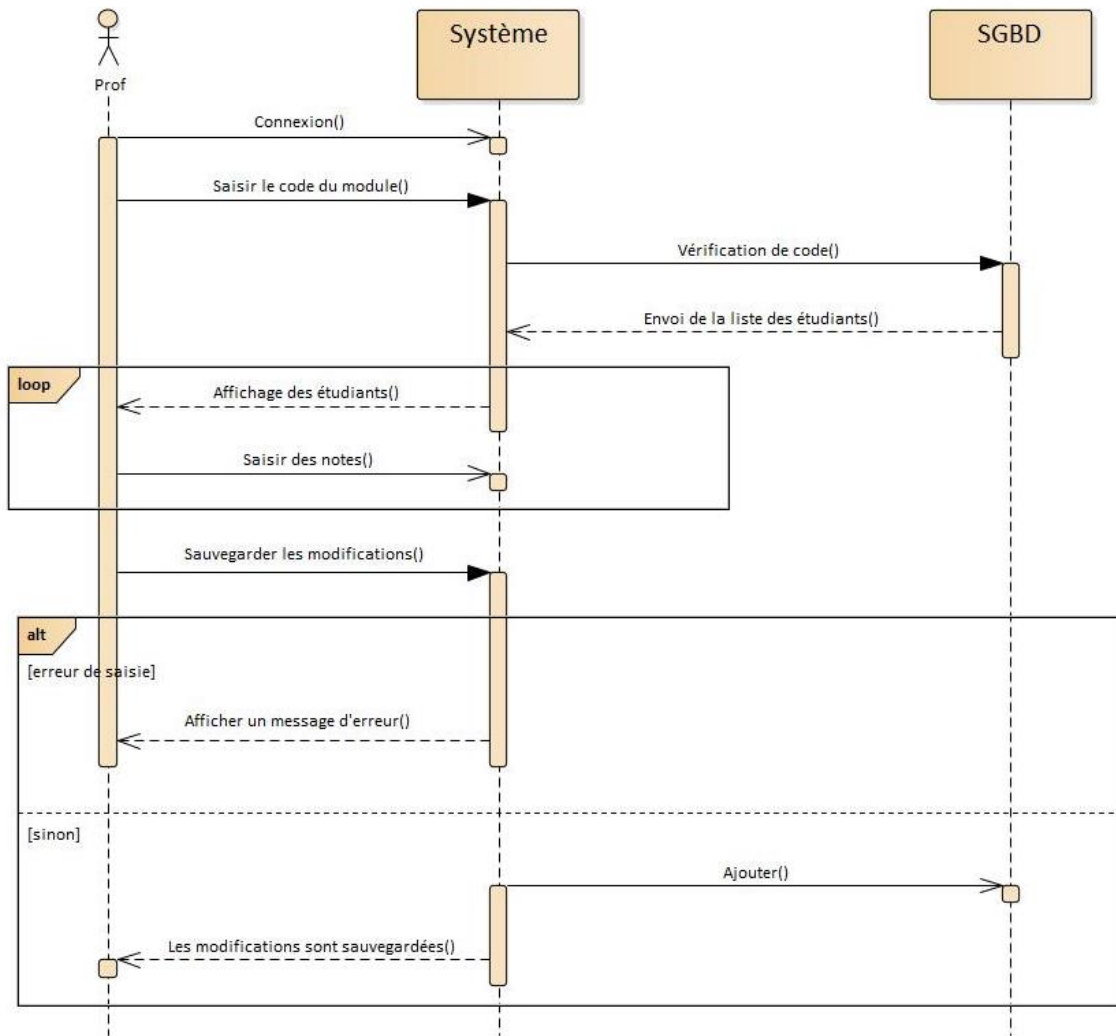 Système
SGBD
Prof
Connexion()
Saisir le code du module()
Vérification de code()
Envoi de la liste des étudiants()
loop
Affichage des étudiants()
Saisir des notes()
Sauvegarder les modifications()
alt
[erreur de saisie]
Afficher un message d'erreur()
[sinon]
Ajouter()
Les modifications sont sauvegardées()